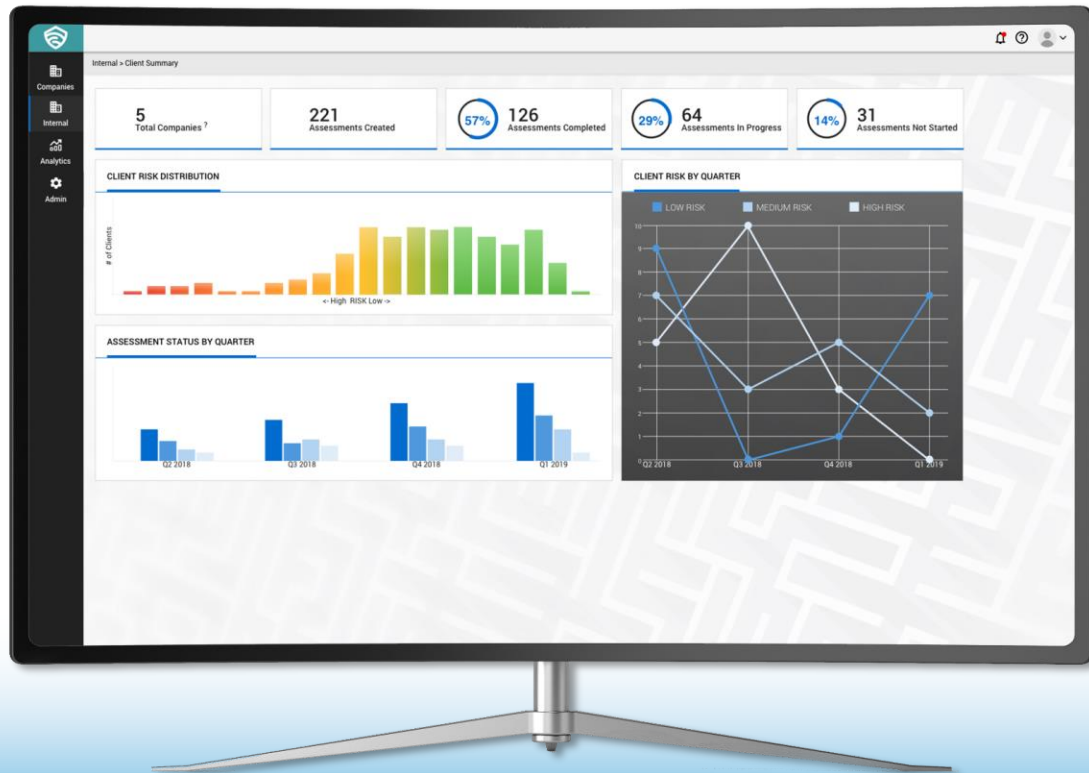 Companies
Internal
Analytics
Admin
Internal > Client Summary
5
Total Companies ?
221
Assessments Created
57%
126
Assessments Completed
29%
64
Assessments In Progress
14%
31
Assessments Not Started
CLIENT RISK DISTRIBUTION
# of Clients
<- High RISK Low ->
ASSESSMENT STATUS BY QUARTER
Q2 2018
Q3 2018
Q4 2018
Q1 2019
CLIENT RISK BY QUARTER
LOW RISK
MEDIUM RISK
HIGH RISK
10
9
8
7
6
5
4
3
2
1
0
Q2 2018
Q3 2018
Q4 2018
Q1 2019